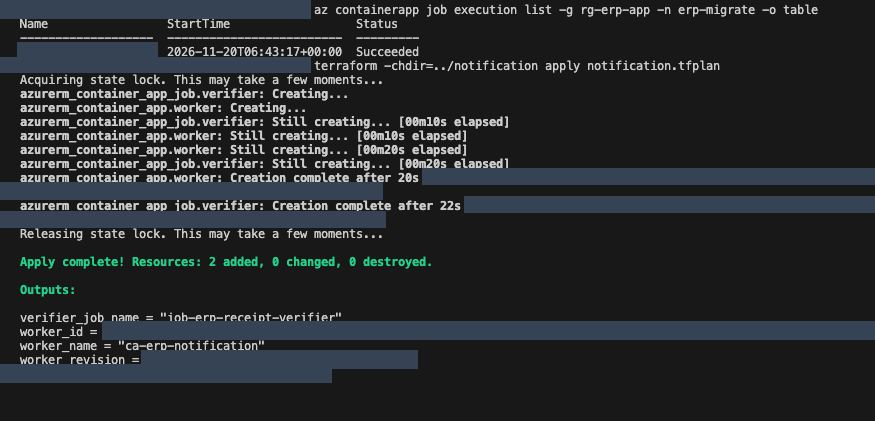 az containerapp job execution list -g rg-erp-app -n erp-migrate -o table
Name StartTime Status
------------------- ------------------------- ---------
2026-11-20T06:43:17+00:00 Succeeded
terraform -chdir=../notification apply notification.tfplan
Acquiring state lock. This may take a few moments...
azurerm_container_app_job.verifier: Creating...
azurerm_container_app.worker: Creating...
azurerm_container_app_job.verifier: Still creating... [00m10s elapsed]
azurerm_container_app.worker: Still creating... [00m10s elapsed]
azurerm_container_app.worker: Still creating... [00m20s elapsed]
azurerm_container_app_job.verifier: Still creating... [00m20s elapsed]
azurerm_container_app.worker: Creation complete after 20s
azurerm_container_app_job.verifier: Creation complete after 22s
Releasing state lock. This may take a few moments...
Apply complete! Resources: 2 added, 0 changed, 0 destroyed.
Outputs:
verifier_job_name = "job-erp-receipt-verifier"
worker_id =
worker_name = "ca-erp-notification"
worker_revision =